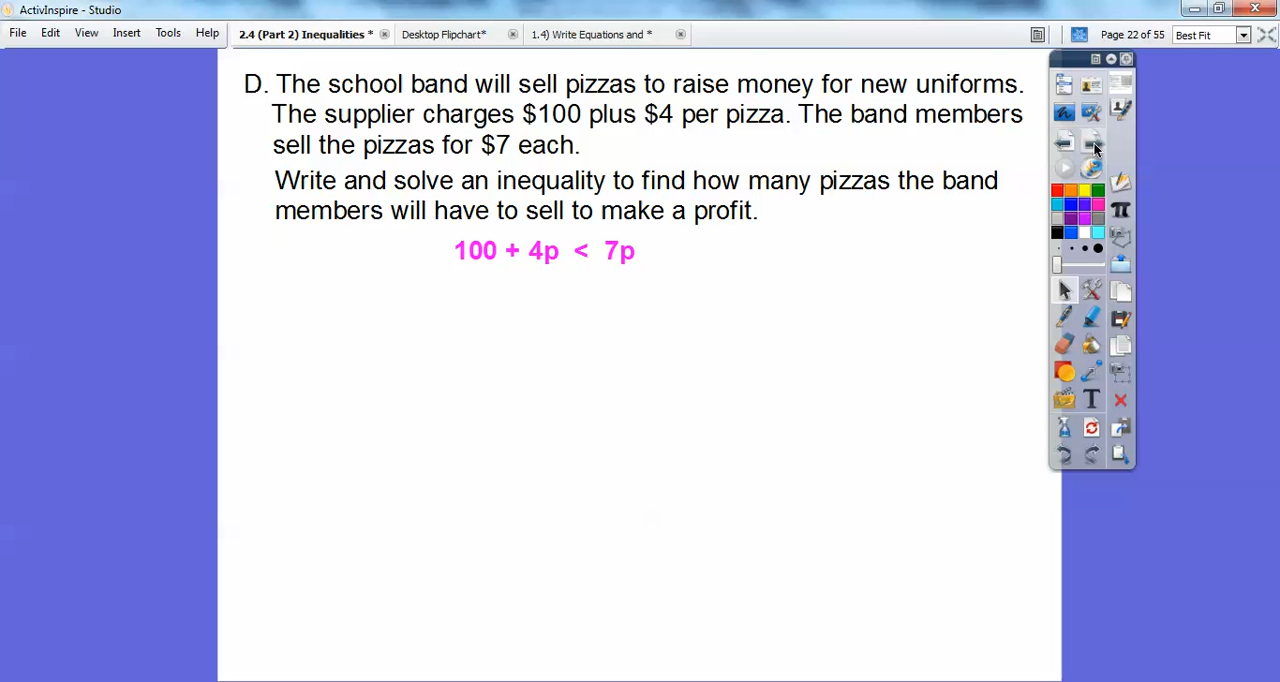 ActivInspire - Studio
File Edit View Insert Tools Help
2.4 (Part 2) Inequalities * Desktop Flipchart* 1.4) Write Equations and * Page 22 of 55 Best Fit
D. The school band will sell pizzas to raise money for new uniforms.
The supplier charges $100 plus $4 per pizza. The band members
sell the pizzas for $7 each.
Write and solve an inequality to find how many pizzas the band
members will have to sell to make a profit.
100 + 4p < 7p